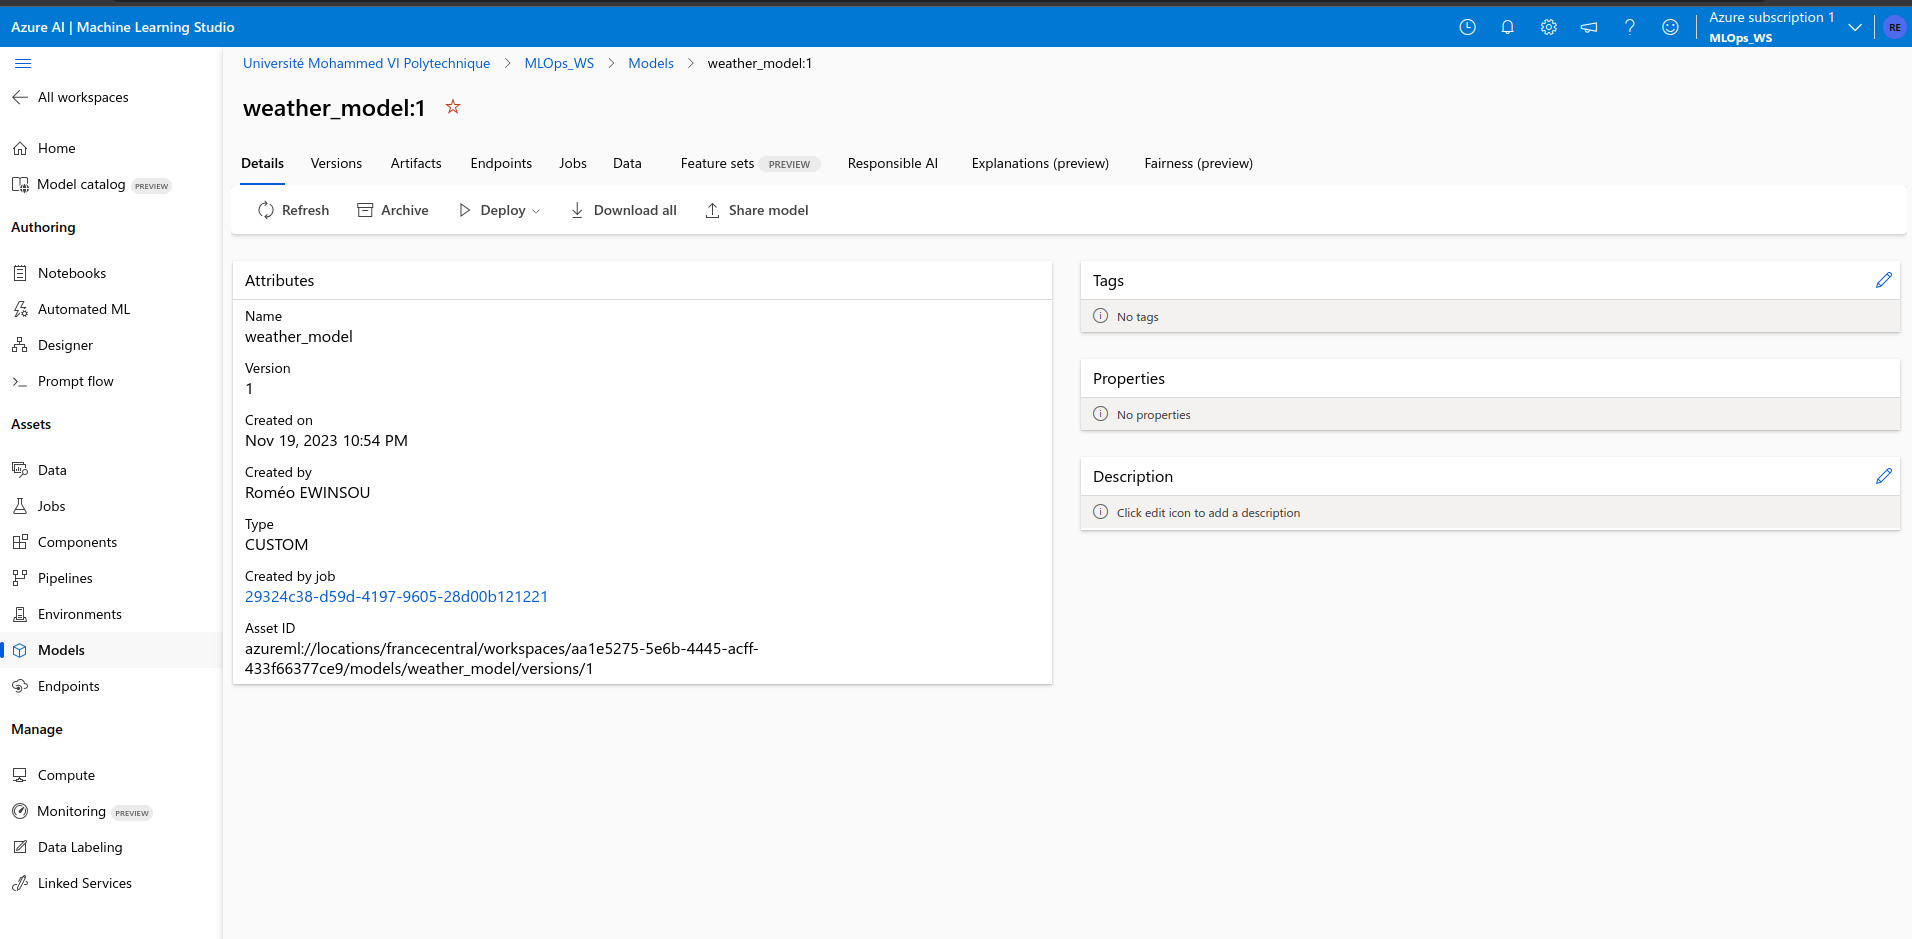 Azure AI | Machine Learning Studio
Azure subscription 1
MLOps_WS
RE
All workspaces
Home
Model catalog PREVIEW
Authoring
Notebooks
Automated ML
Designer
Prompt flow
Assets
Data
Jobs
Components
Pipelines
Environments
Models
Endpoints
Manage
Compute
Monitoring PREVIEW
Data Labeling
Linked Services
Université Mohammed VI Polytechnique > MLOps_WS > Models > weather_model:1
weather_model:1
Details Versions Artifacts Endpoints Jobs Data Feature sets PREVIEW Responsible AI Explanations (preview) Fairness (preview)
Refresh Archive Deploy Download all Share model
Attributes
Name
weather_model
Version
1
Created on
Nov 19, 2023 10:54 PM
Created by
Roméo EWINSOU
Type
CUSTOM
Created by job
29324c38-d59d-4197-9605-28d00b121221
Asset ID
azureml://locations/francecentral/workspaces/aa1e5275-5e6b-4445-acff-
433f66377ce9/models/weather_model/versions/1
Tags
No tags
Properties
No properties
Description
Click edit icon to add a description